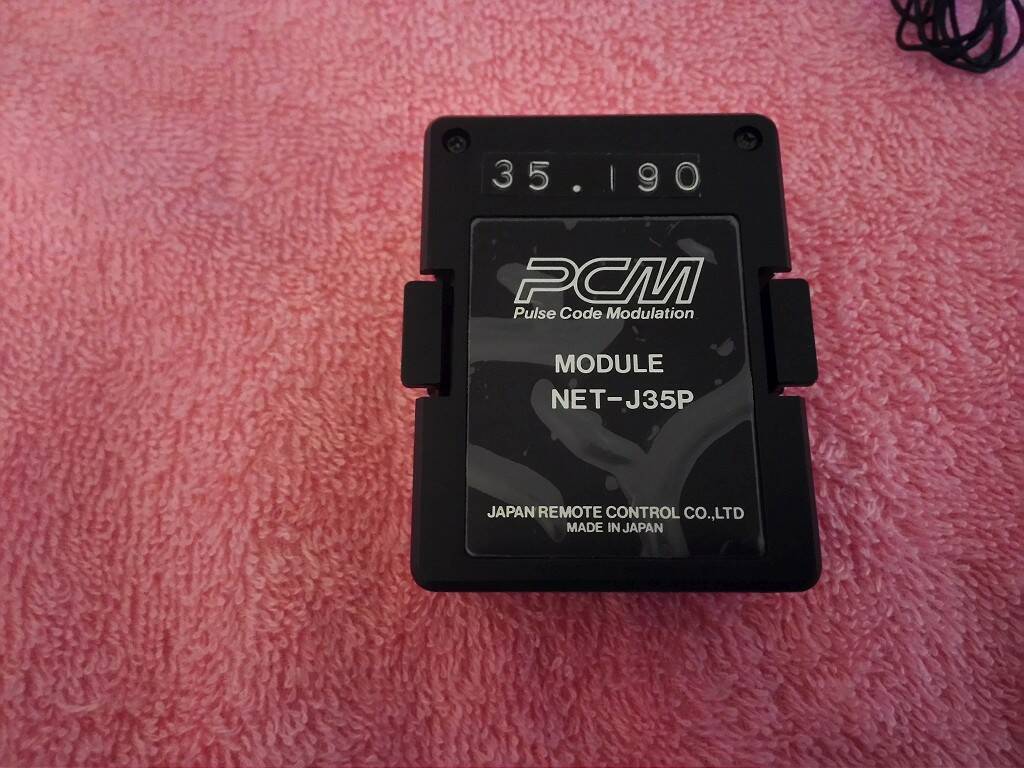 35.190
PCM
Pulse Code Modulation
MODULE
NET-J35P
JAPAN REMOTE CONTROL CO.,LTD
MADE IN JAPAN